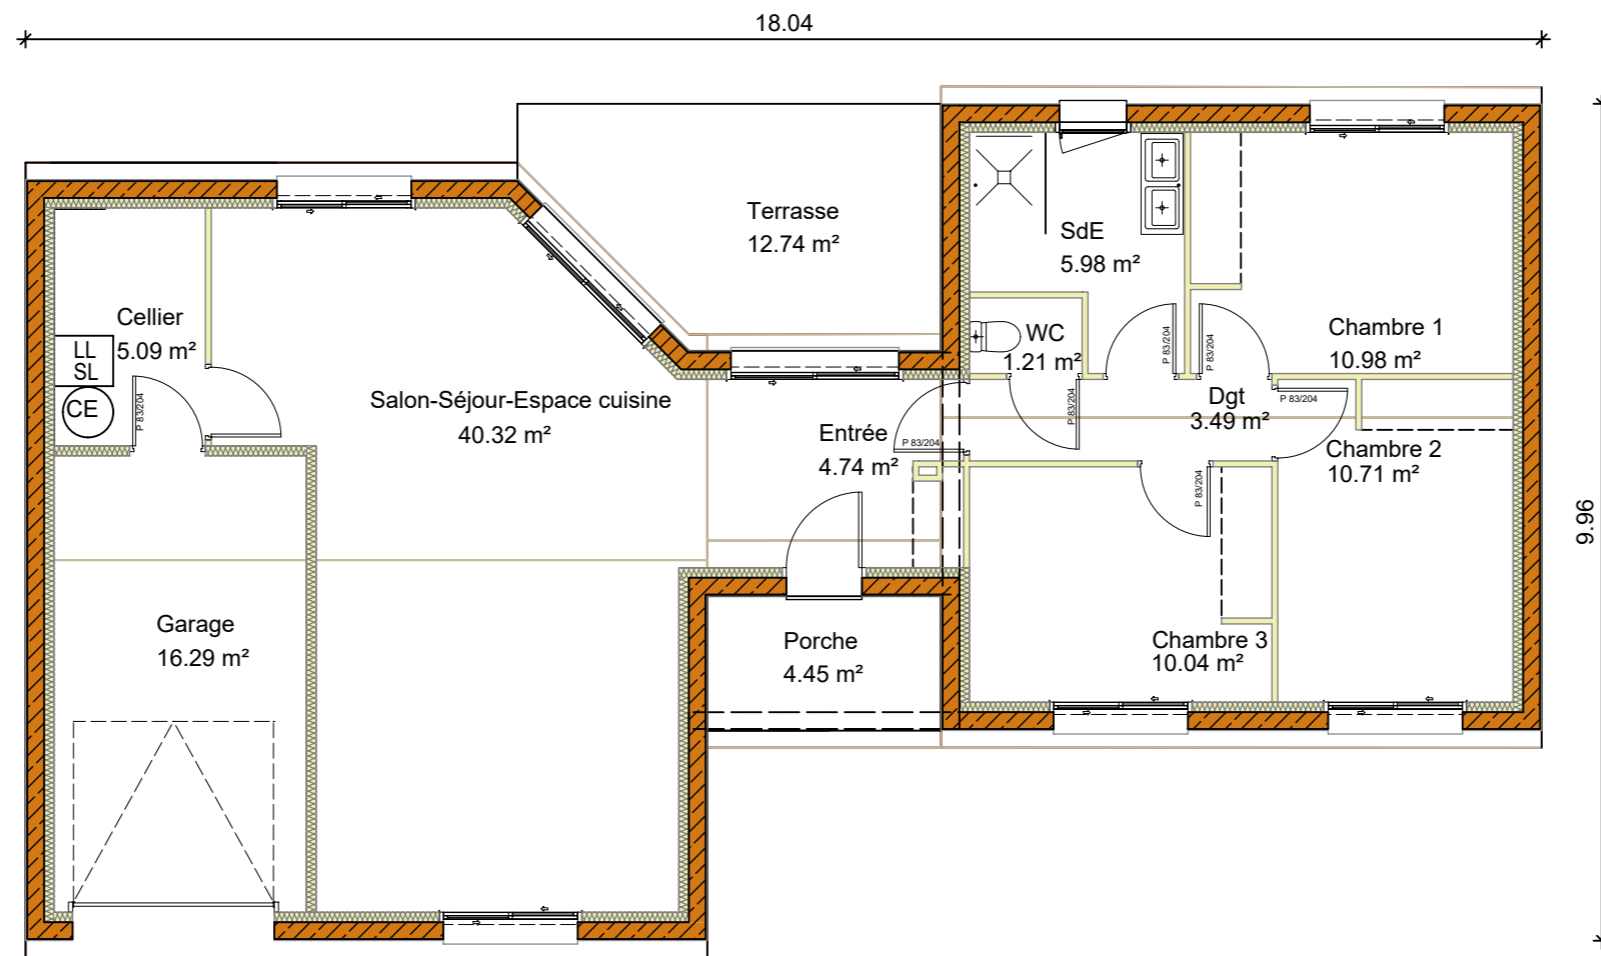 18.04
Terrasse
12.74 m²
SdE
5.98 m²
Cellier
5.09 m²
LL
SL
CE
P 83/204
WC
1.21 m²
P 83/204
P 83/204
Chambre 1
10.98 m²
Salon-Séjour-Espace cuisine
40.32 m²
Entrée
4.74 m²
P 83/204
P 83/204
Dgt
3.49 m²
P 83/204
Chambre 2
10.71 m²
P 83/204
9.96
Garage
16.29 m²
Porche
4.45 m²
Chambre 3
10.04 m²